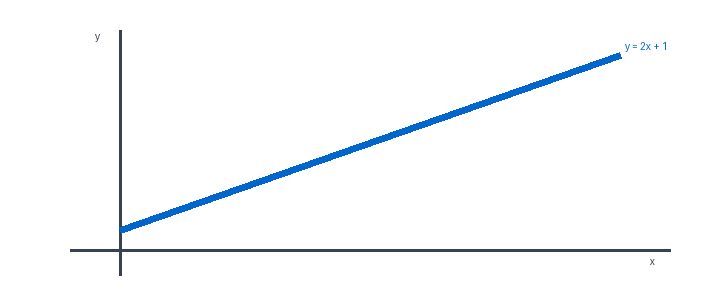 y
y = 2x + 1
x